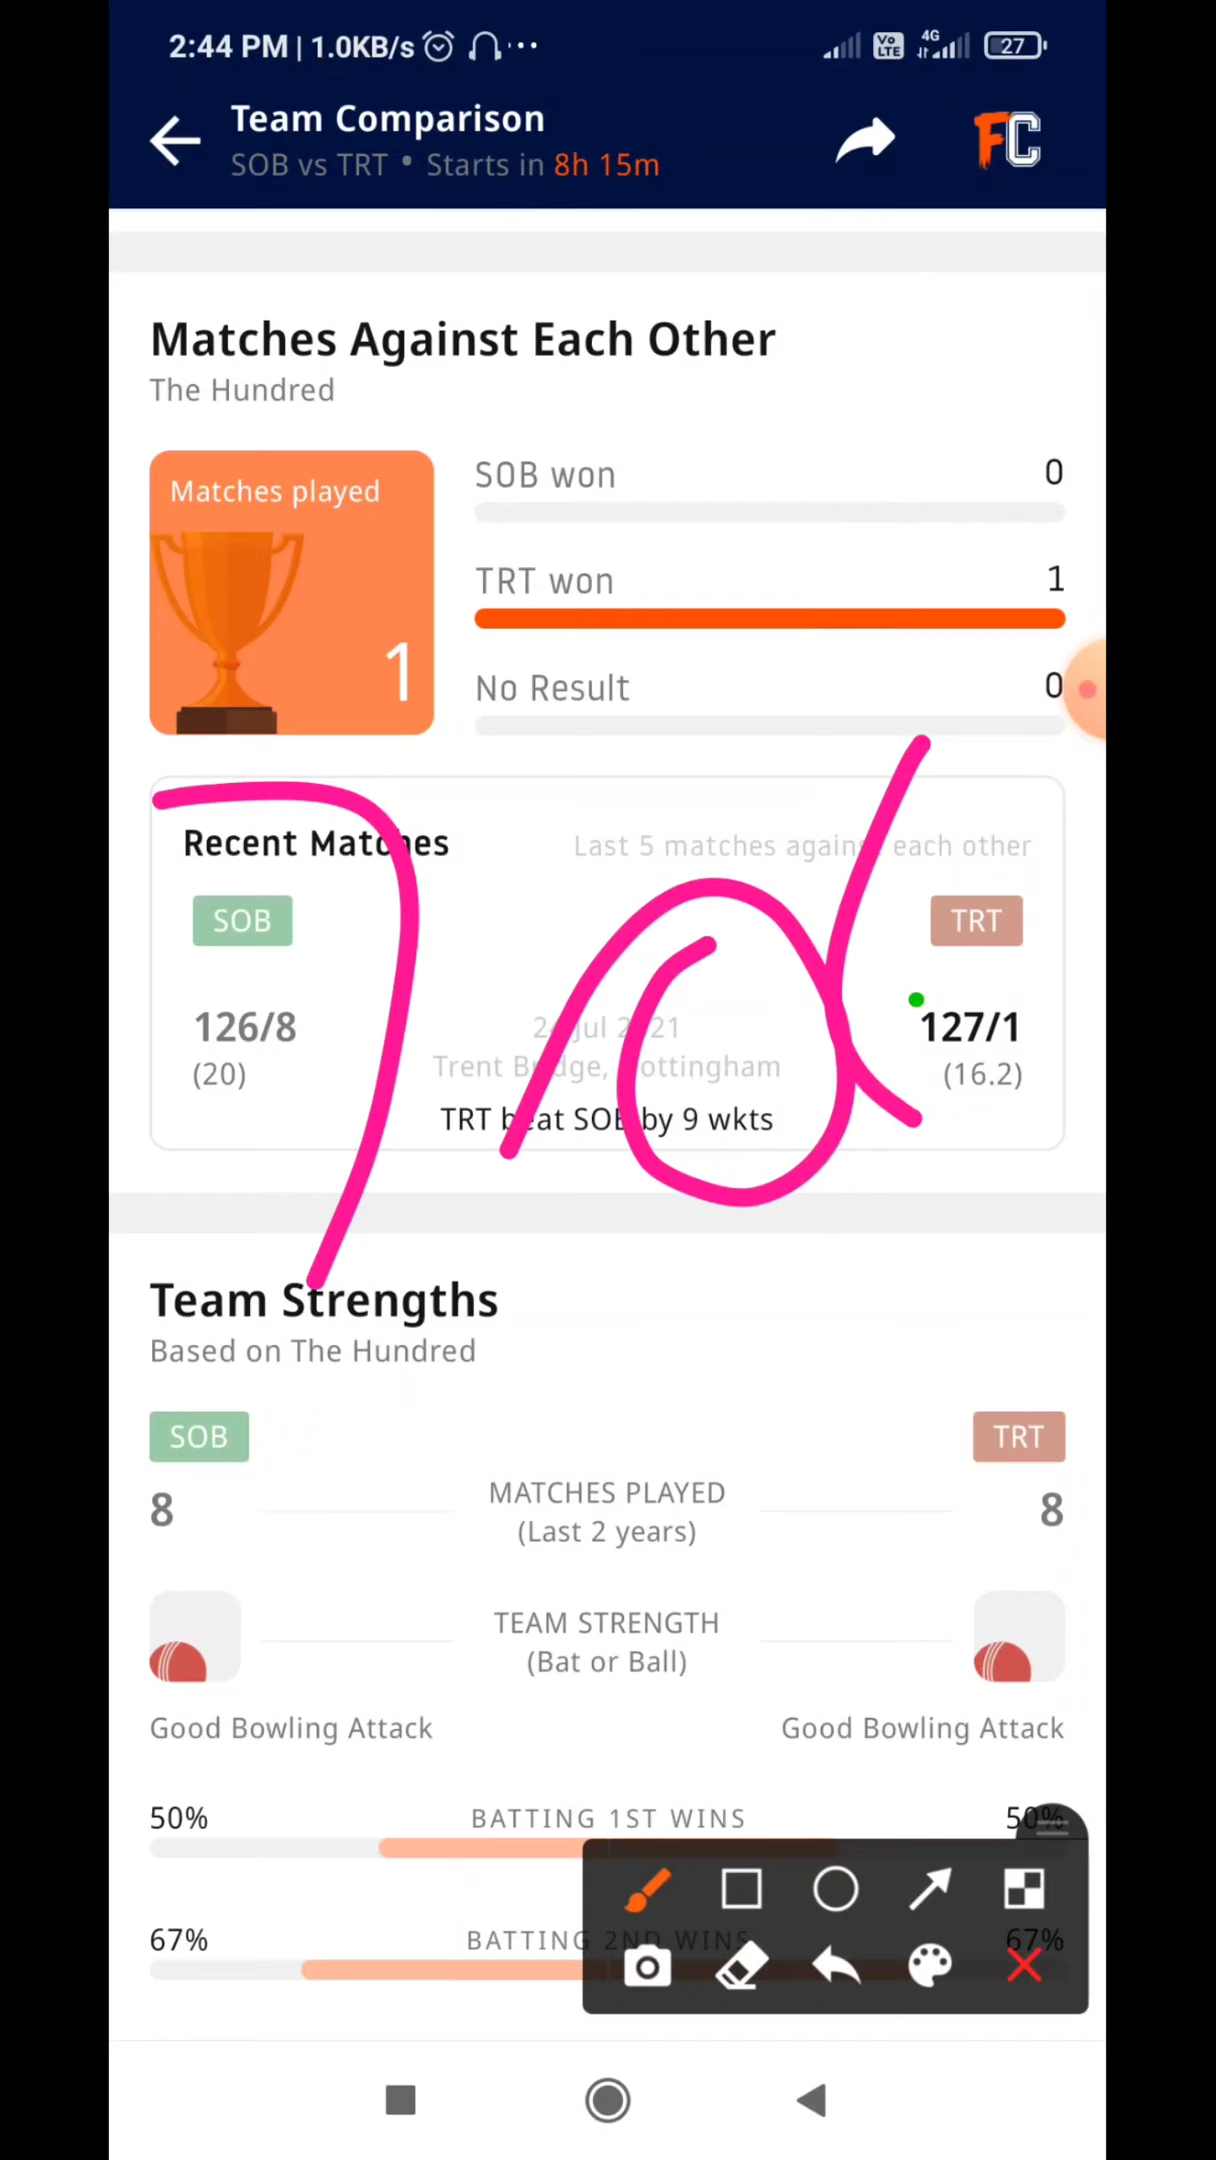 2:44 PM | 1.0KB/s ...
Vo LTE 4G 27
Team Comparison
SOB vs TRT • Starts in 8h 15m
FC
Matches Against Each Other
The Hundred
Matches played
1
SOB won 0
TRT won 1
No Result 0
Recent Matches
Last 5 matches against each other
SOB TRT
126/8
(20)
Jul 2021
Trent Bridge, Nottingham
TRT beat SOB by 9 wkts
127/1
(16.2)
Team Strengths
Based on The Hundred
SOB TRT
8 MATCHES PLAYED 8
(Last 2 years)
TEAM STRENGTH
(Bat or Ball)
Good Bowling Attack Good Bowling Attack
50% BATTING 1ST WINS 50%
67% BATTING 2ND WINS 67%